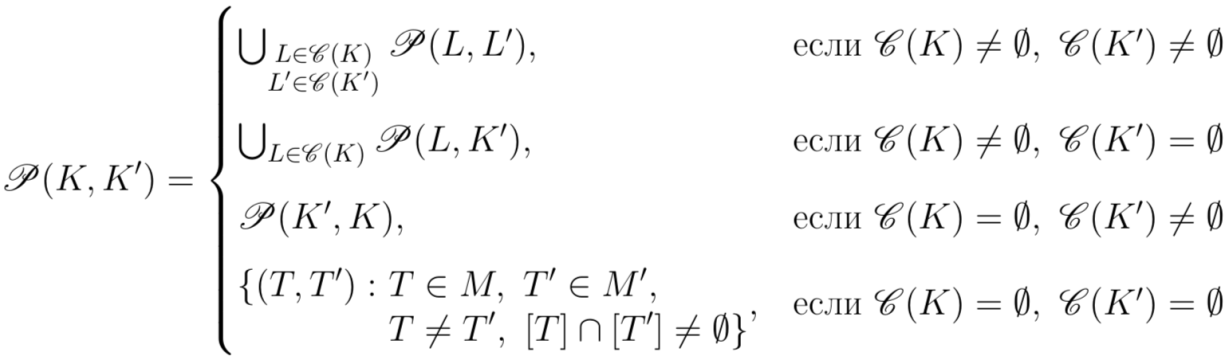 𝒫(K, K′) = { ⋃_{L∈𝒞(K), L′∈𝒞(K′)} 𝒫(L, L′), если 𝒞(K) ≠ ∅, 𝒞(K′) ≠ ∅
⋃_{L∈𝒞(K)} 𝒫(L, K′), если 𝒞(K) ≠ ∅, 𝒞(K′) = ∅
𝒫(K′, K), если 𝒞(K) = ∅, 𝒞(K′) ≠ ∅
{(T, T′) : T ∈ M, T′ ∈ M′,
T ≠ T′, [T] ∩ [T′] ≠ ∅}, если 𝒞(K) = ∅, 𝒞(K′) = ∅